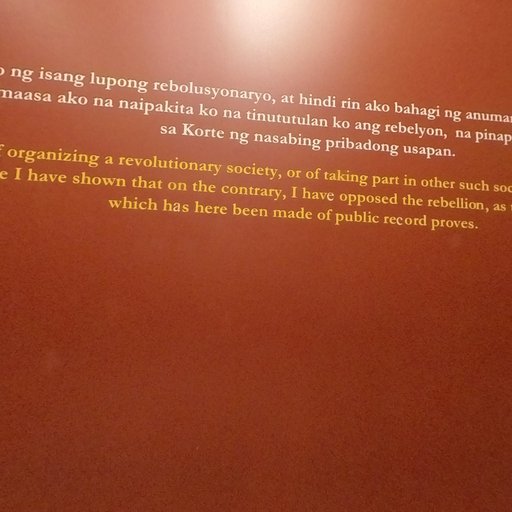 ng isang lupong rebolusyonaryo, at hindi rin ako bahagi ng
maasa ako na naipakita ko na tinututulan ko ang rebelyon, na
sa Korte ng nasabing pribadong usapan.
organizing a revolutionary society, or of taking part in other such
I have shown that on the contrary, I have opposed the rebellion, as
which has here been made of public record proves.